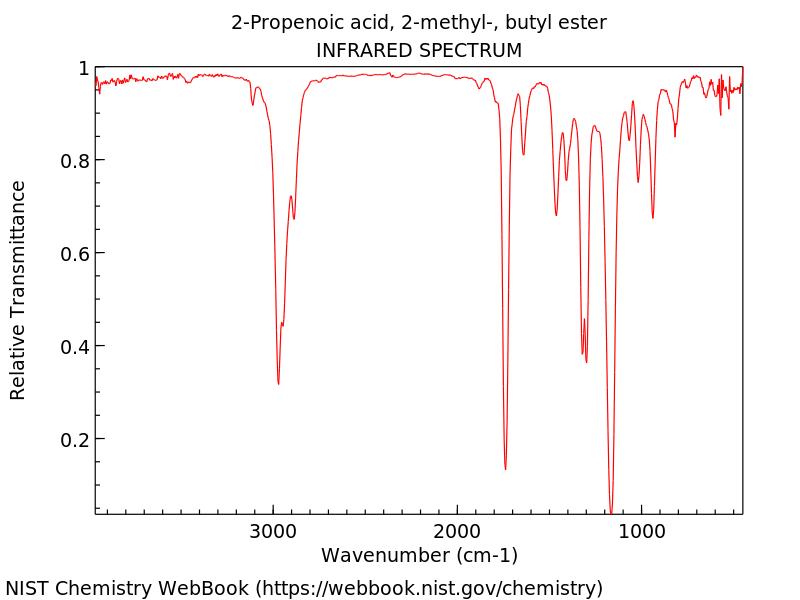 2-Propenoic acid, 2-methyl-, butyl ester
INFRARED SPECTRUM
1
0.8
0.6
0.4
0.2
Relative Transmittance
3000 2000 1000
Wavenumber (cm-1)
NIST Chemistry WebBook (https://webbook.nist.gov/chemistry)